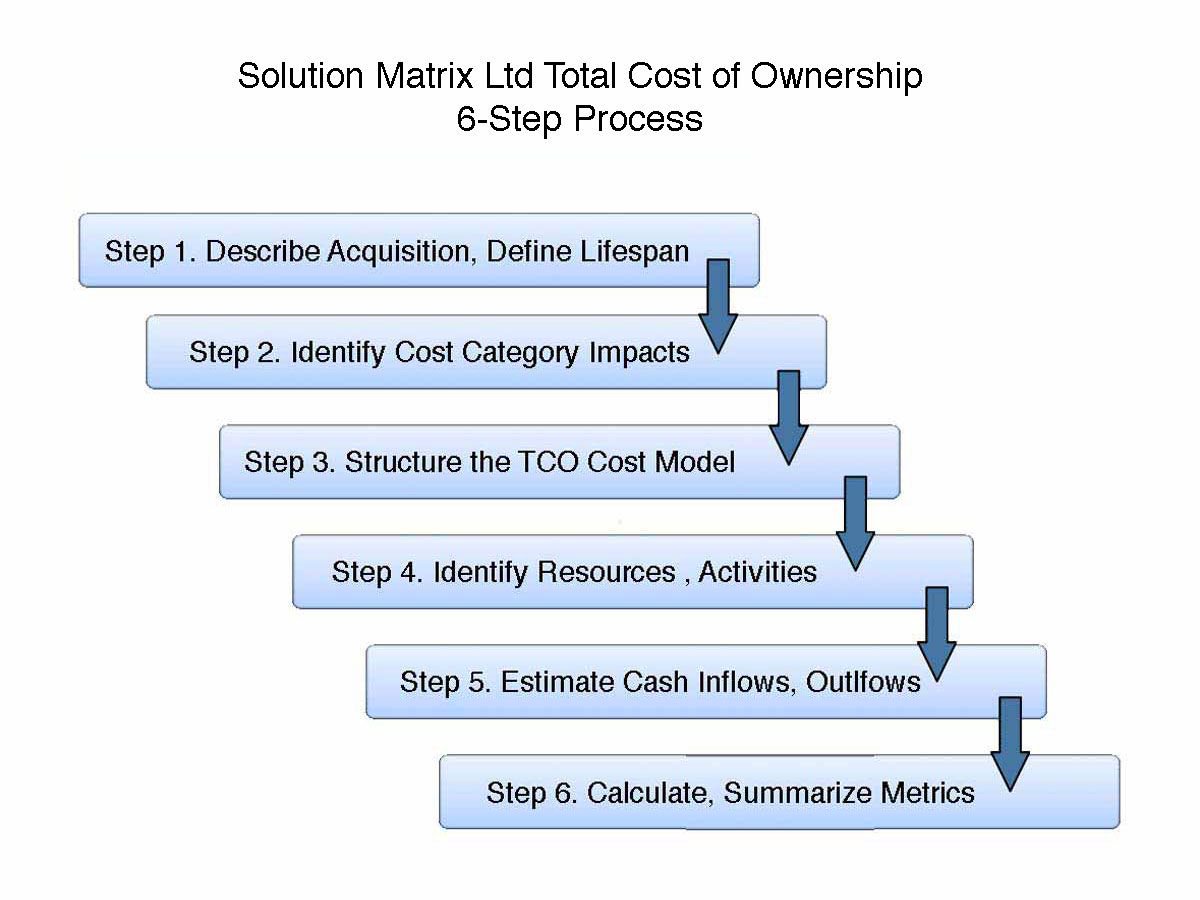 Solution Matrix Ltd Total Cost of Ownership
6-Step Process
Step 1. Describe Acquisition, Define Lifespan
Step 2. Identify Cost Category Impacts
Step 3. Structure the TCO Cost Model
Step 4. Identify Resources , Activities
Step 5. Estimate Cash Inflows, Outlfows
Step 6. Calculate, Summarize Metrics